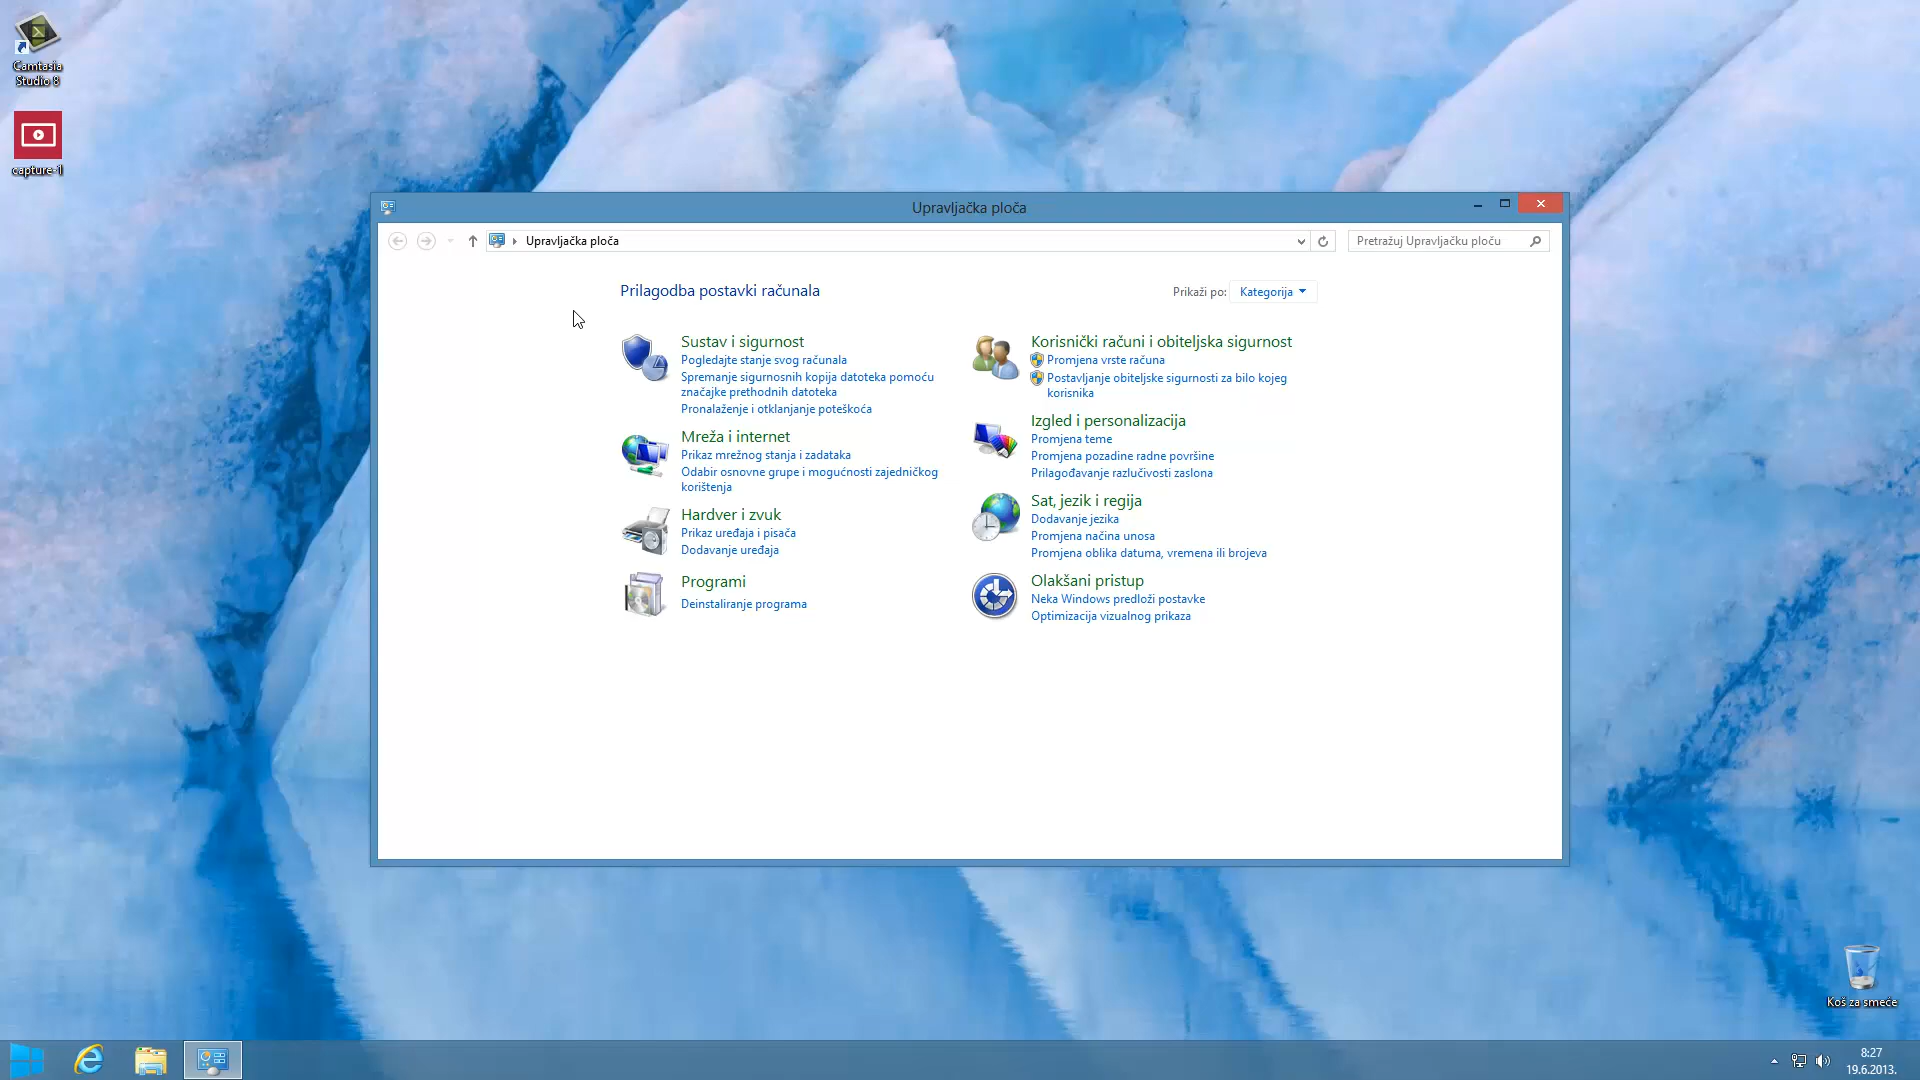 Camtasia
Studio 8
capture-1
Upravljačka ploča
Upravljačka ploča
Pretražuj Upravljačku ploču
Prilagodba postavki računala
Prikaži po:
Kategorija
Sustav i sigurnost
Pogledajte stanje svog računala
Spremanje sigurnosnih kopija datoteka pomoću
značajke prethodnih datoteka
Pronalaženje i otklanjanje poteškoća
Mreža i internet
Prikaz mrežnog stanja i zadataka
Odabir osnovne grupe i mogućnosti zajedničkog
korištenja
Hardver i zvuk
Prikaz uređaja i pisača
Dodavanje uređaja
Programi
Deinstaliranje programa
Korisnički računi i obiteljska sigurnost
Promjena vrste računa
Postavljanje obiteljske sigurnosti za bilo kojeg
korisnika
Izgled i personalizacija
Promjena teme
Promjena pozadine radne površine
Prilagođavanje razlučivosti zaslona
Sat, jezik i regija
Dodavanje jezika
Promjena načina unosa
Promjena oblika datuma, vremena ili brojeva
Olakšani pristup
Neka Windows predloži postavke
Optimizacija vizualnog prikaza
Koš za smeće
8:27
19.6.2013.